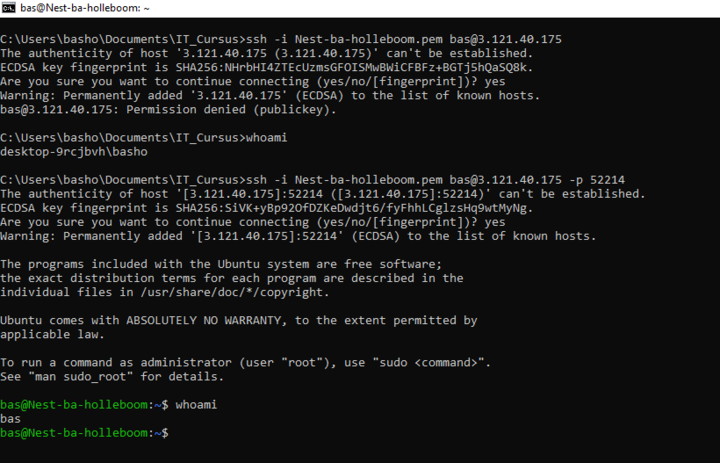 bas@Nest-ba-holleboom: ~
C:\Users\basho\Documents\IT_Cursus>ssh -i Nest-ba-holleboom.pem bas@3.121.40.175
The authenticity of host '3.121.40.175 (3.121.40.175)' can't be established.
ECDSA key fingerprint is SHA256:NHrbHI4ZTEcUzmsGFOISMwBWiCFBFz+BGTj5hQaSQ8k.
Are you sure you want to continue connecting (yes/no/[fingerprint])? yes
Warning: Permanently added '3.121.40.175' (ECDSA) to the list of known hosts.
bas@3.121.40.175: Permission denied (publickey).
C:\Users\basho\Documents\IT_Cursus>whoami
desktop-9rcjbvh\basho
C:\Users\basho\Documents\IT_Cursus>ssh -i Nest-ba-holleboom.pem bas@3.121.40.175 -p 52214
The authenticity of host '[3.121.40.175]:52214 ([3.121.40.175]:52214)' can't be established.
ECDSA key fingerprint is SHA256:SiVK+yBp92OfDZKeDwdjt6/fyFhhLCglzsHq9wtMyNg.
Are you sure you want to continue connecting (yes/no/[fingerprint])? yes
Warning: Permanently added '[3.121.40.175]:52214' (ECDSA) to the list of known hosts.
The programs included with the Ubuntu system are free software;
the exact distribution terms for each program are described in the
individual files in /usr/share/doc/*/copyright.
Ubuntu comes with ABSOLUTELY NO WARRANTY, to the extent permitted by
applicable law.
To run a command as administrator (user "root"), use "sudo <command>".
See "man sudo_root" for details.
bas@Nest-ba-holleboom:~$ whoami
bas
bas@Nest-ba-holleboom:~$